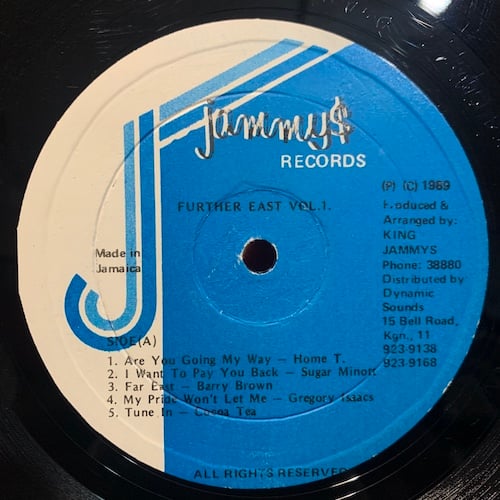 jammy$
RECORDS
FURTHER EAST VOL.1.
Made in
Jamaica
(P) (C) 1989
Produced &
Arranged by:
KING
JAMMYS
Phone: 38880
Distributed by
Dynamic
Sounds
15 Bell Road,
Kgn., 11
923-9138
923-9168
SIDE(A)
1. Are You Going My Way – Home T.
2. I Want To Pay You Back – Sugar Minott
3. Far East – Barry Brown
4. My Pride Won't Let Me – Gregory Isaacs
5. Tune In – Cocoa Tea
ALL RIGHTS RESERVED